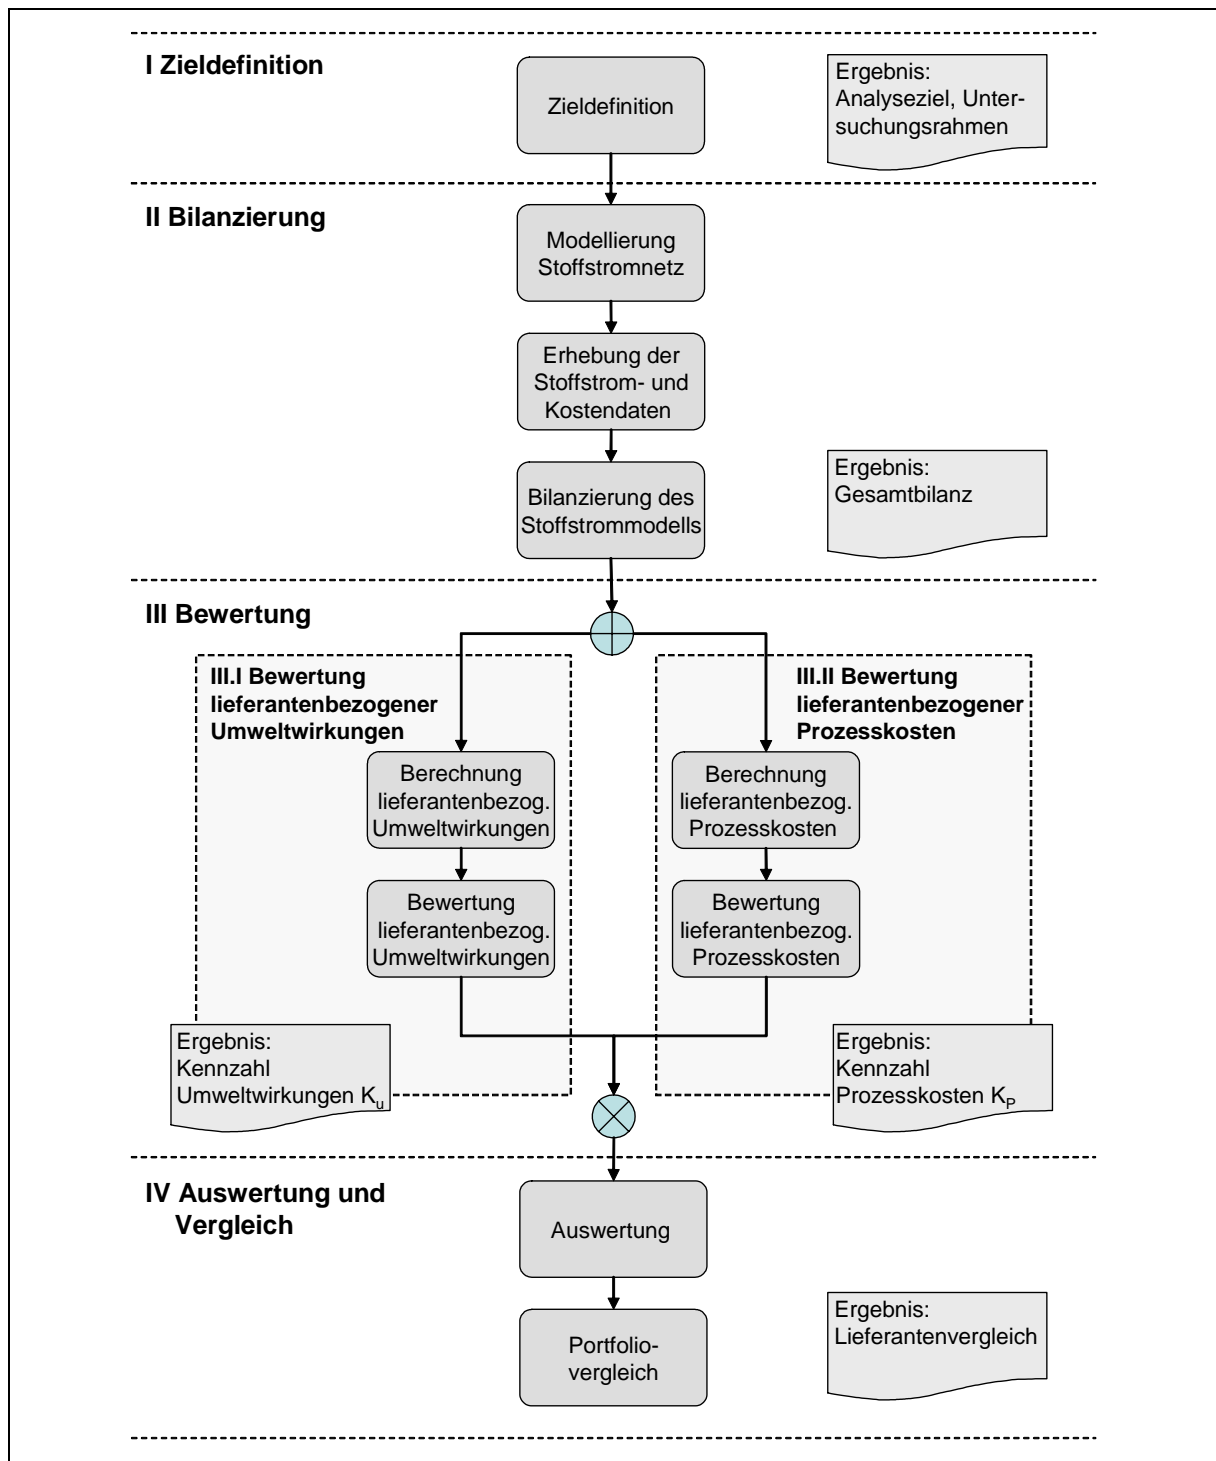 I Zieldefinition
Zieldefinition
Ergebnis:
Analyseziel, Unter-
suchungsrahmen
II Bilanzierung
Modellierung
Stoffstromnetz
Erhebung der
Stoffstrom- und
Kostendaten
Bilanzierung des
Stoffstrommodells
Ergebnis:
Gesamtbilanz
III Bewertung
III.I Bewertung
lieferantenbezogener
Umweltwirkungen
III.II Bewertung
lieferantenbezogener
Prozesskosten
Berechnung
lieferantenbezog.
Umweltwirkungen
Berechnung
lieferantenbezog.
Prozesskosten
Bewertung
lieferantenbezog.
Umweltwirkungen
Bewertung
lieferantenbezog.
Prozesskosten
Ergebnis:
Kennzahl
Umweltwirkungen Ku
Ergebnis:
Kennzahl
Prozesskosten KP
IV Auswertung und
Vergleich
Auswertung
Portfolio-
vergleich
Ergebnis:
Lieferantenvergleich